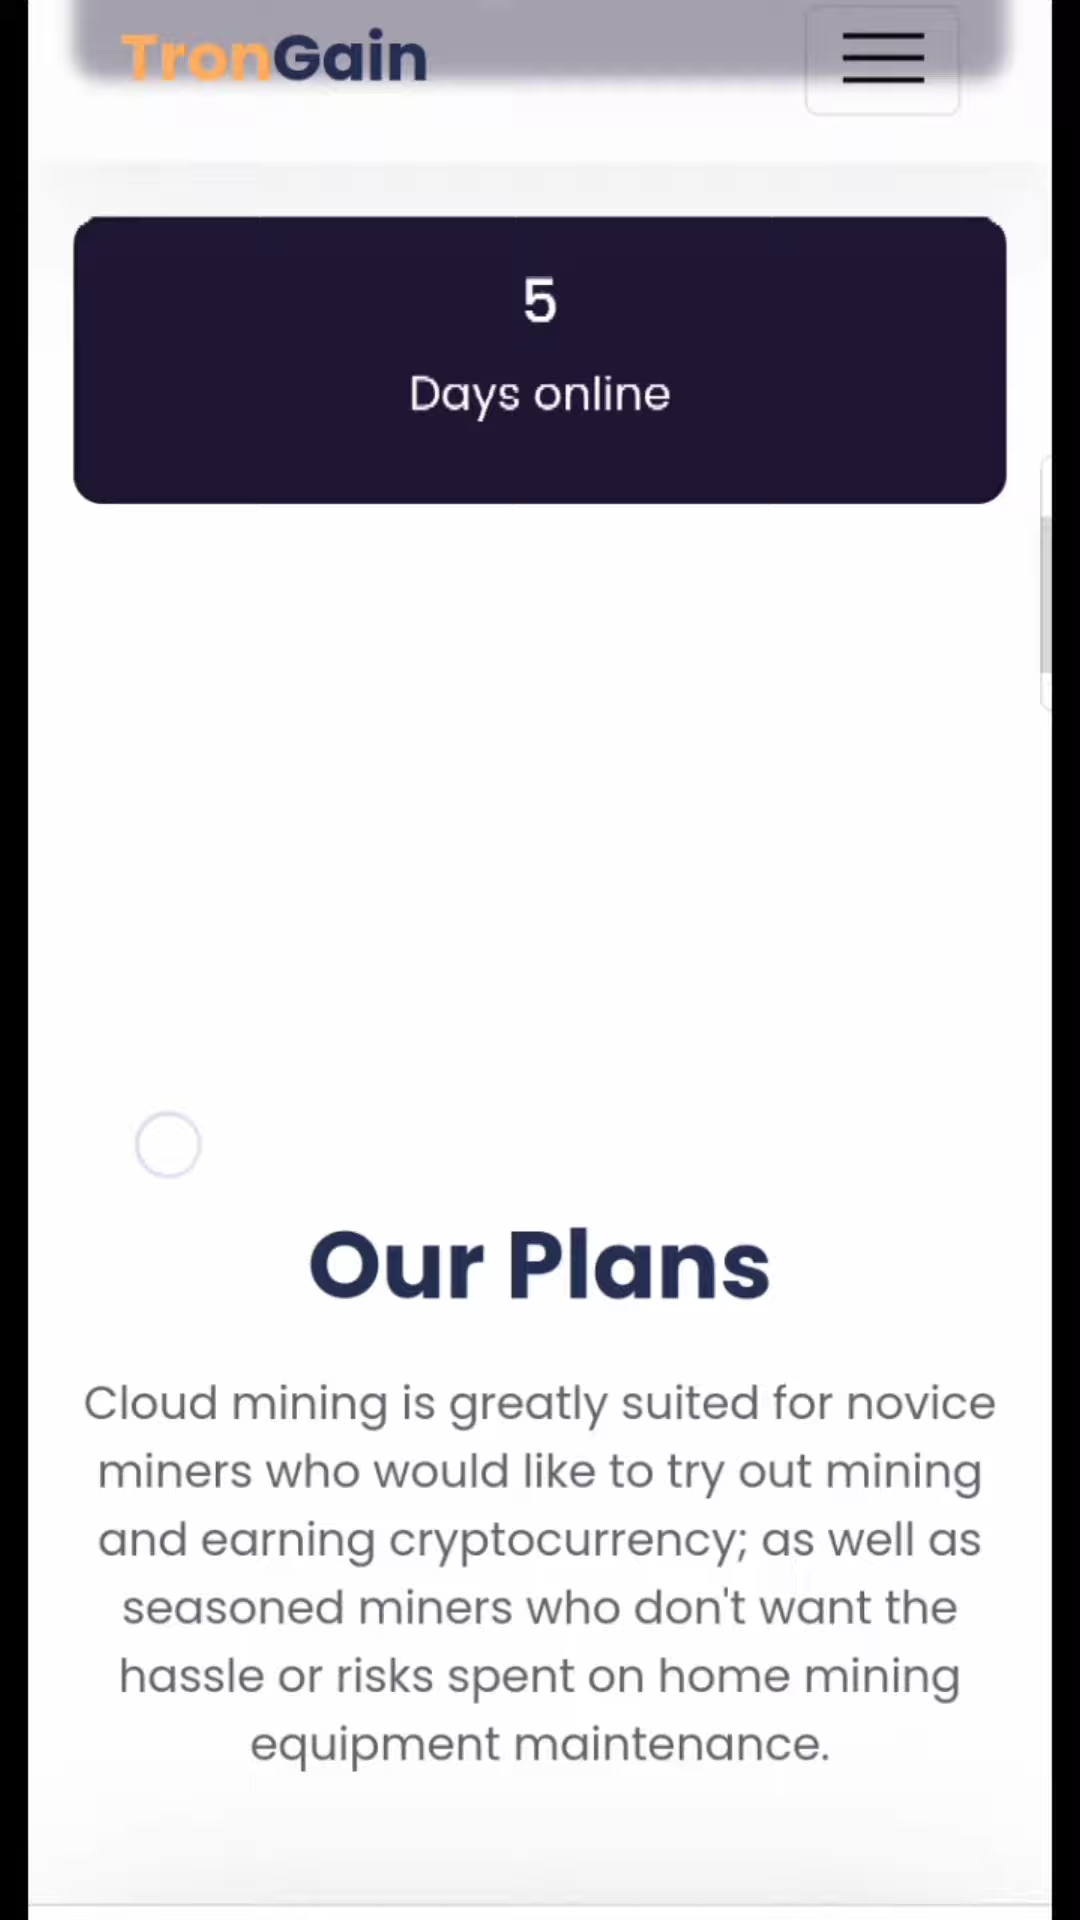 TronGain
5
Days online
Our Plans
Cloud mining is greatly suited for novice
miners who would like to try out mining
and earning cryptocurrency; as well as
seasoned miners who don't want the
hassle or risks spent on home mining
equipment maintenance.